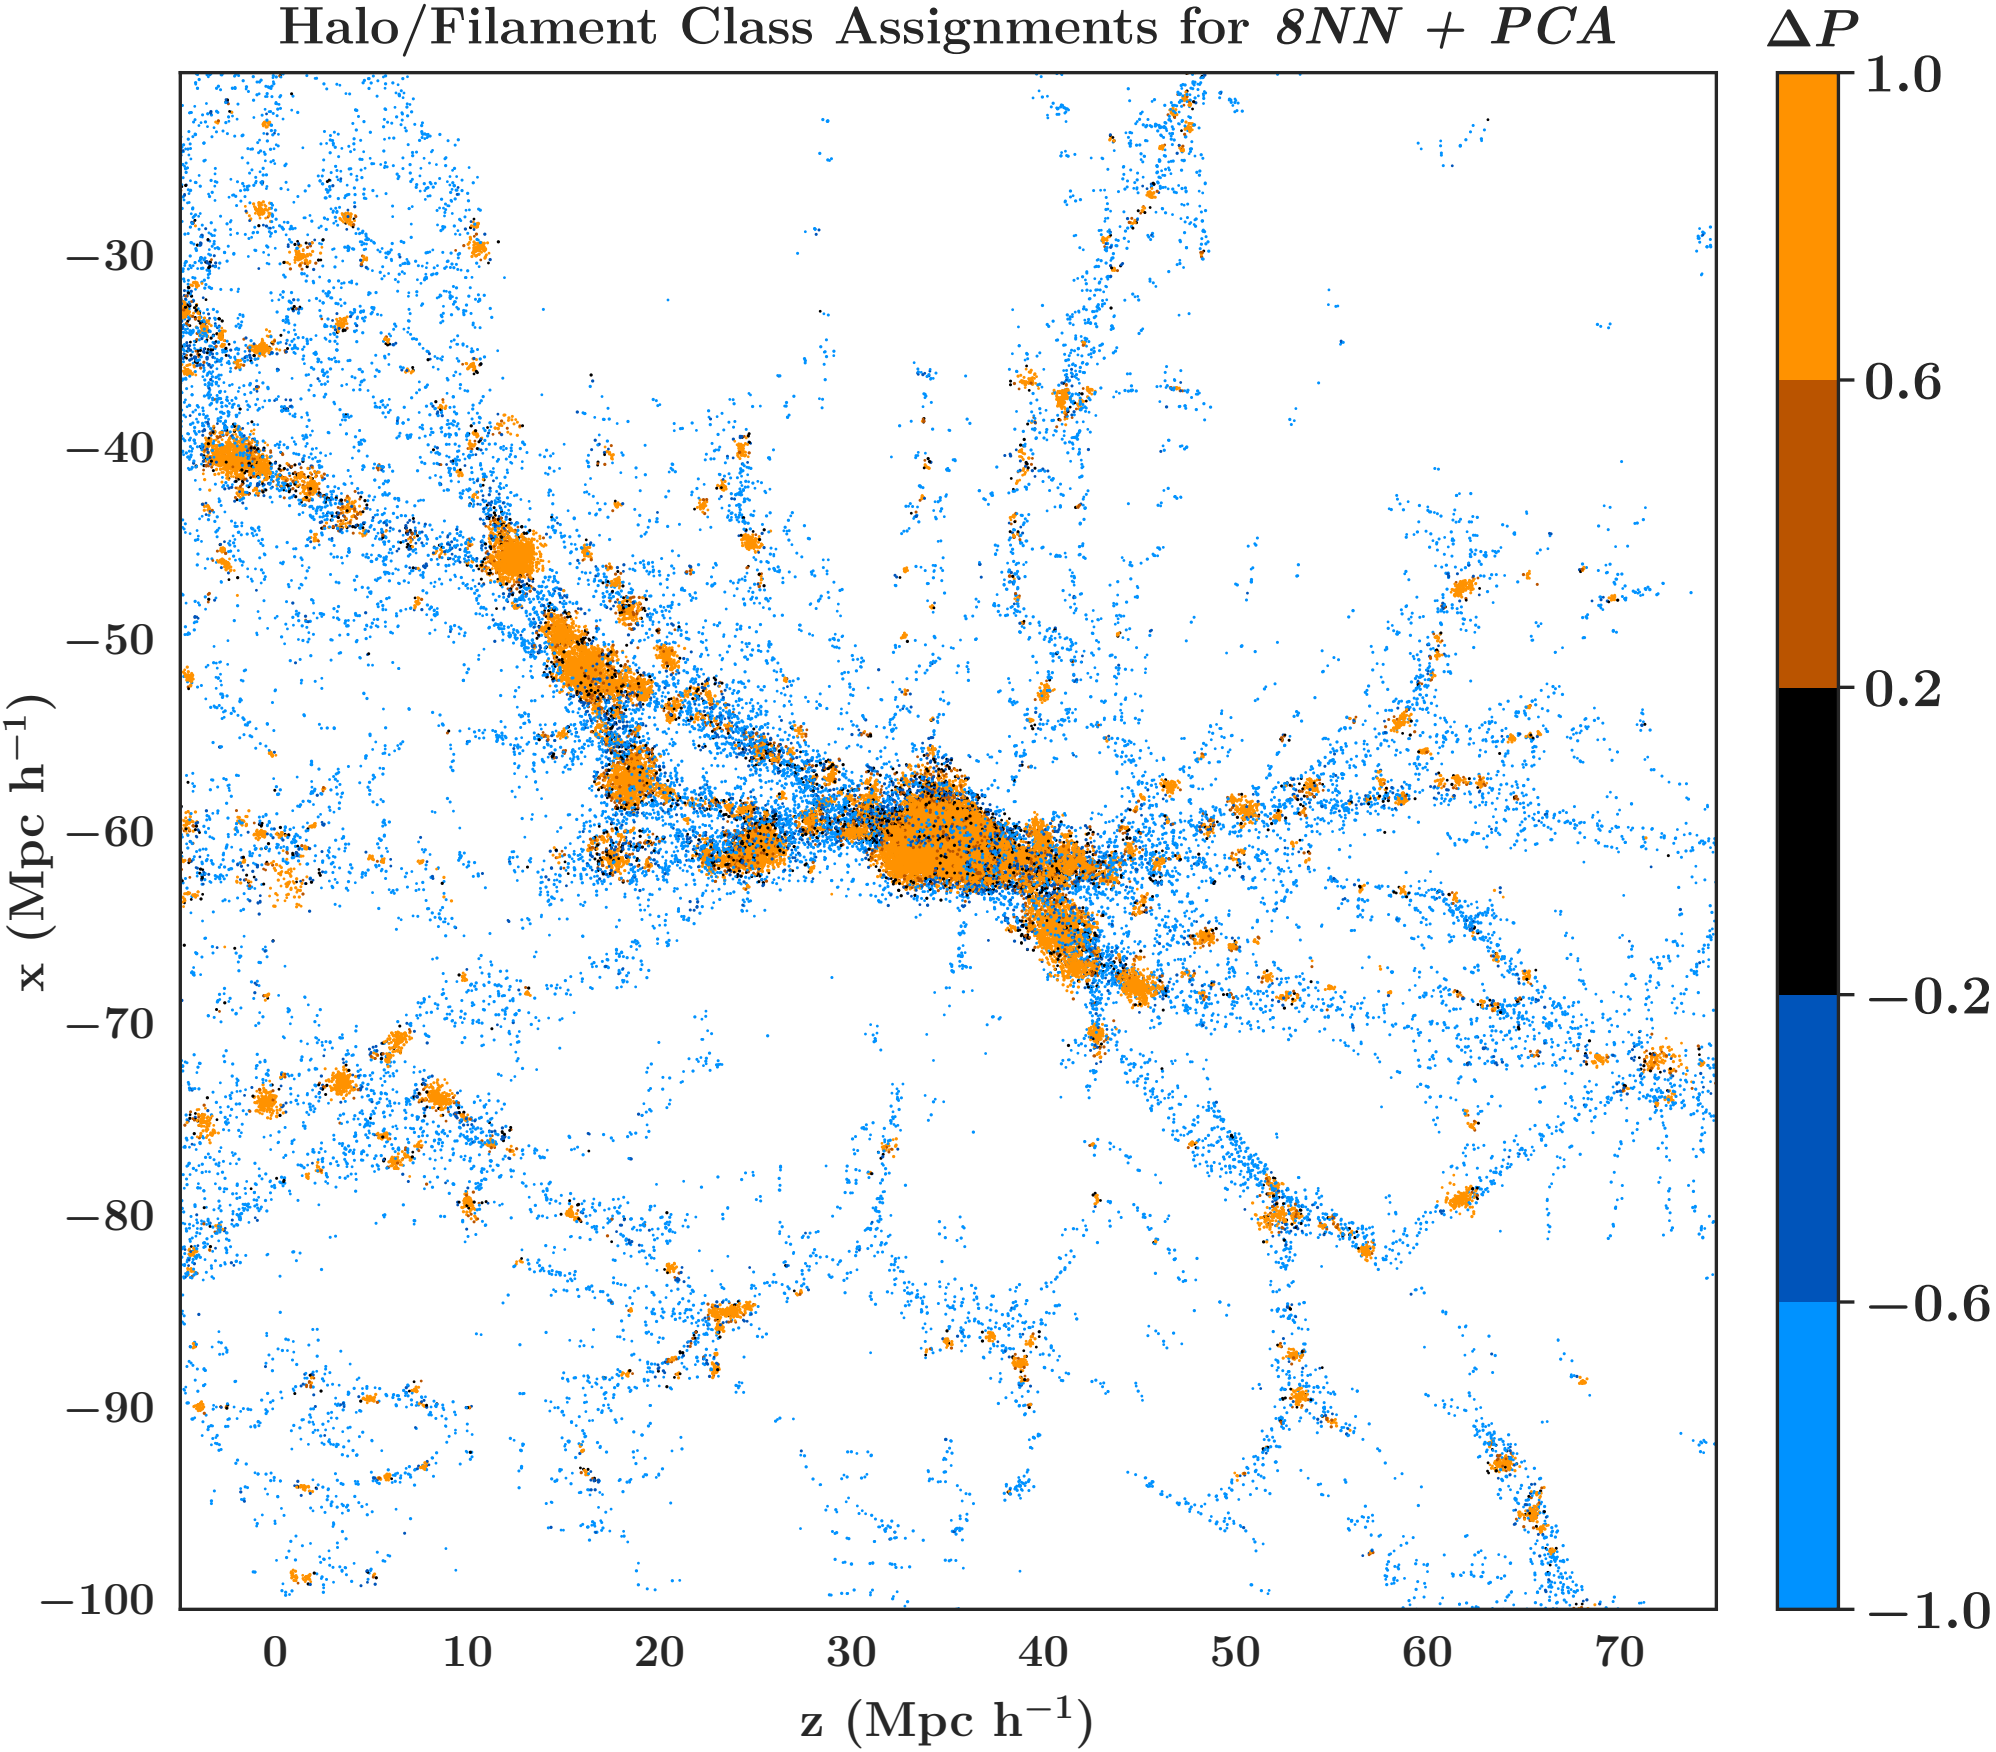 Halo/Filament Class Assignments for 8NN + PCA
ΔP
1.0
0.6
0.2
−0.2
−0.6
−1.0
x (Mpc h⁻¹)
−30
−40
−50
−60
−70
−80
−90
−100
0 10 20 30 40 50 60 70
z (Mpc h⁻¹)